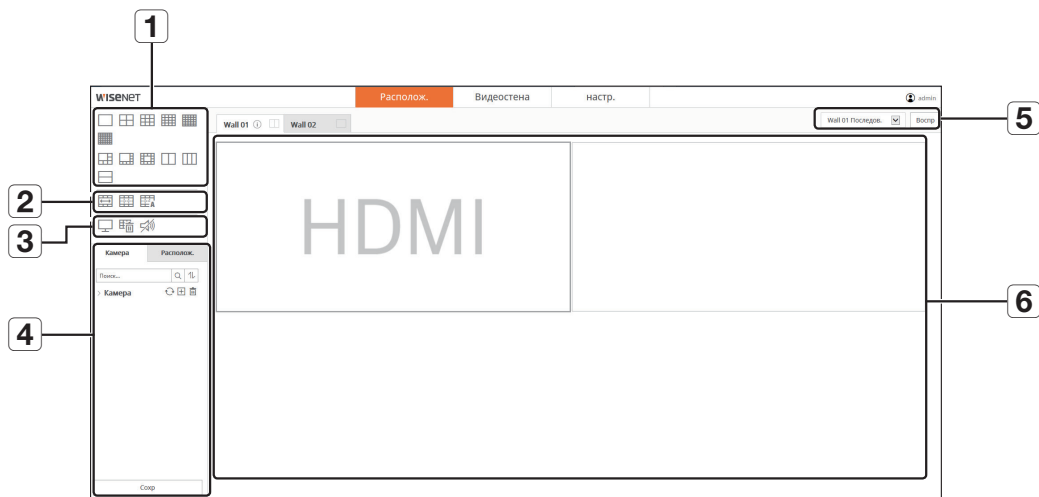 1
WISENET
Располож.
Видеостена
настр.
admin
Wall 01
Wall 02
Wall 01 Последов.
Воспр
5
2
A
3
HDMI
Камера
Располож.
Поиск...
Камера
4
6
Сохр